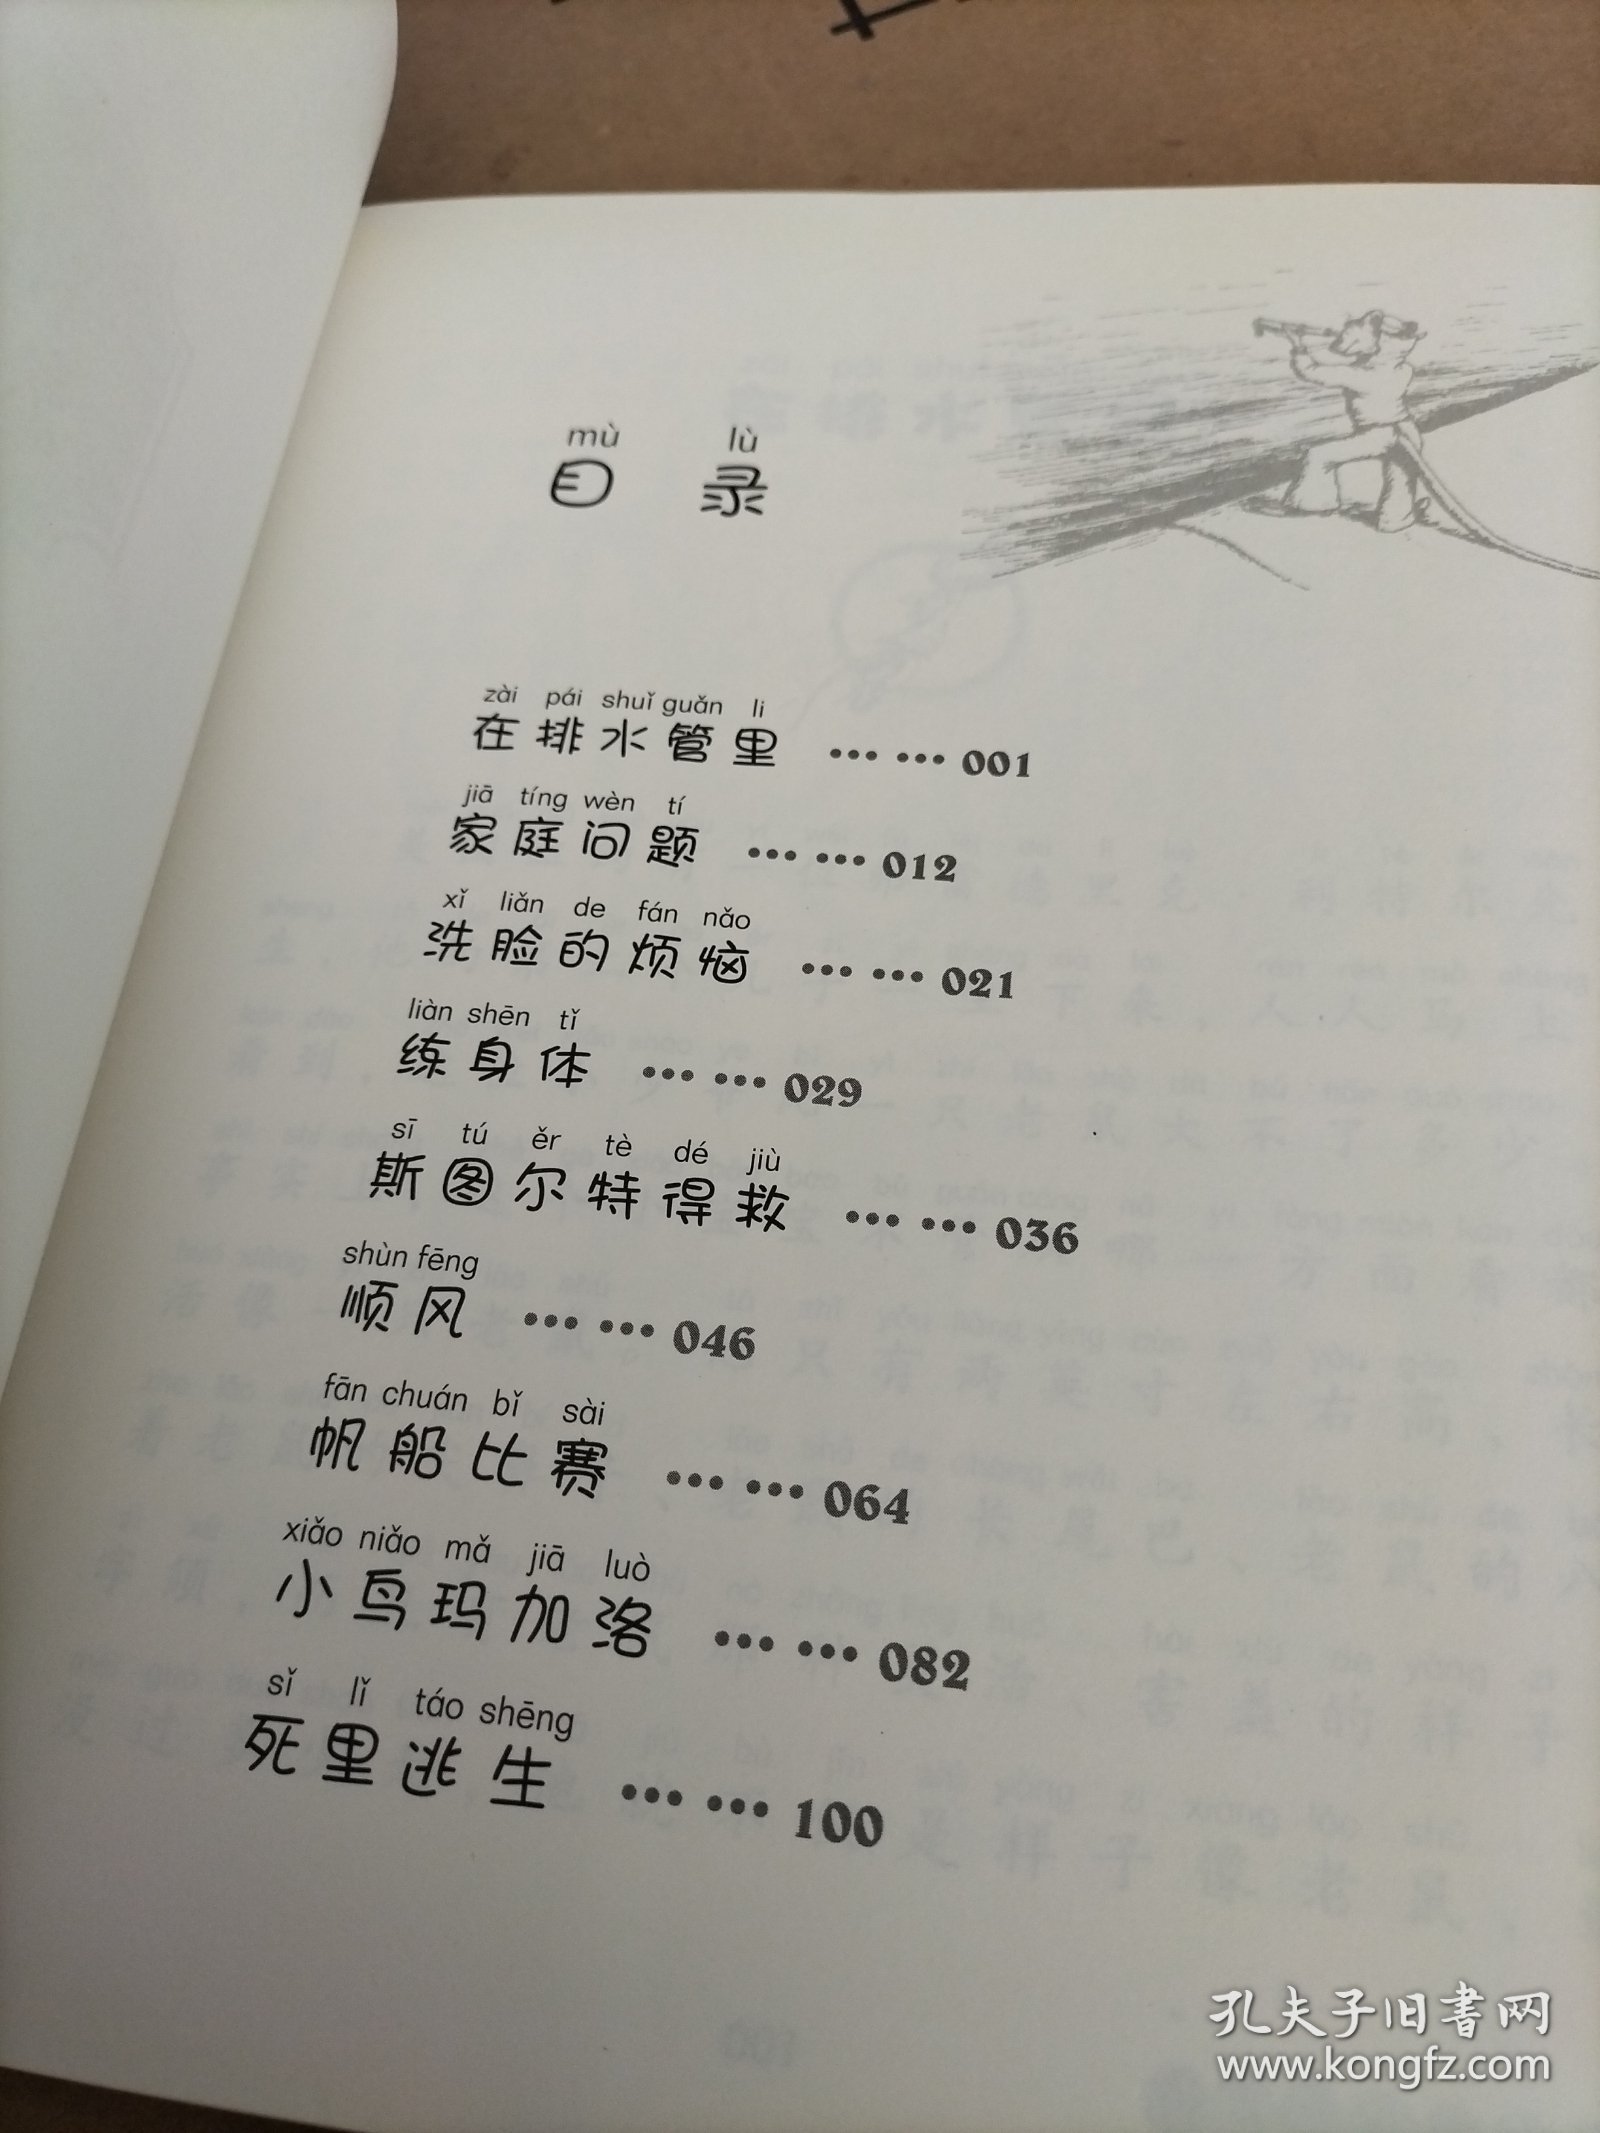 mù lù
目 录
zài pái shuǐ guǎn li
在排水管里 …… 001
jiā tíng wèn tí
家庭问题 …… 012
xǐ liǎn de fán nǎo
洗脸的烦恼 …… 021
liàn shēn tǐ
练身体 …… 029
sī tú ěr tè dé jiù
斯图尔特得救 …… 036
shùn fēng
顺风 …… 046
fān chuán bǐ sài
帆船比赛 …… 064
xiǎo niǎo mǎ jiā luò
小鸟玛加洛 …… 082
sǐ lǐ táo shēng
死里逃生 …… 100
孔夫子旧书网
www.kongfz.com